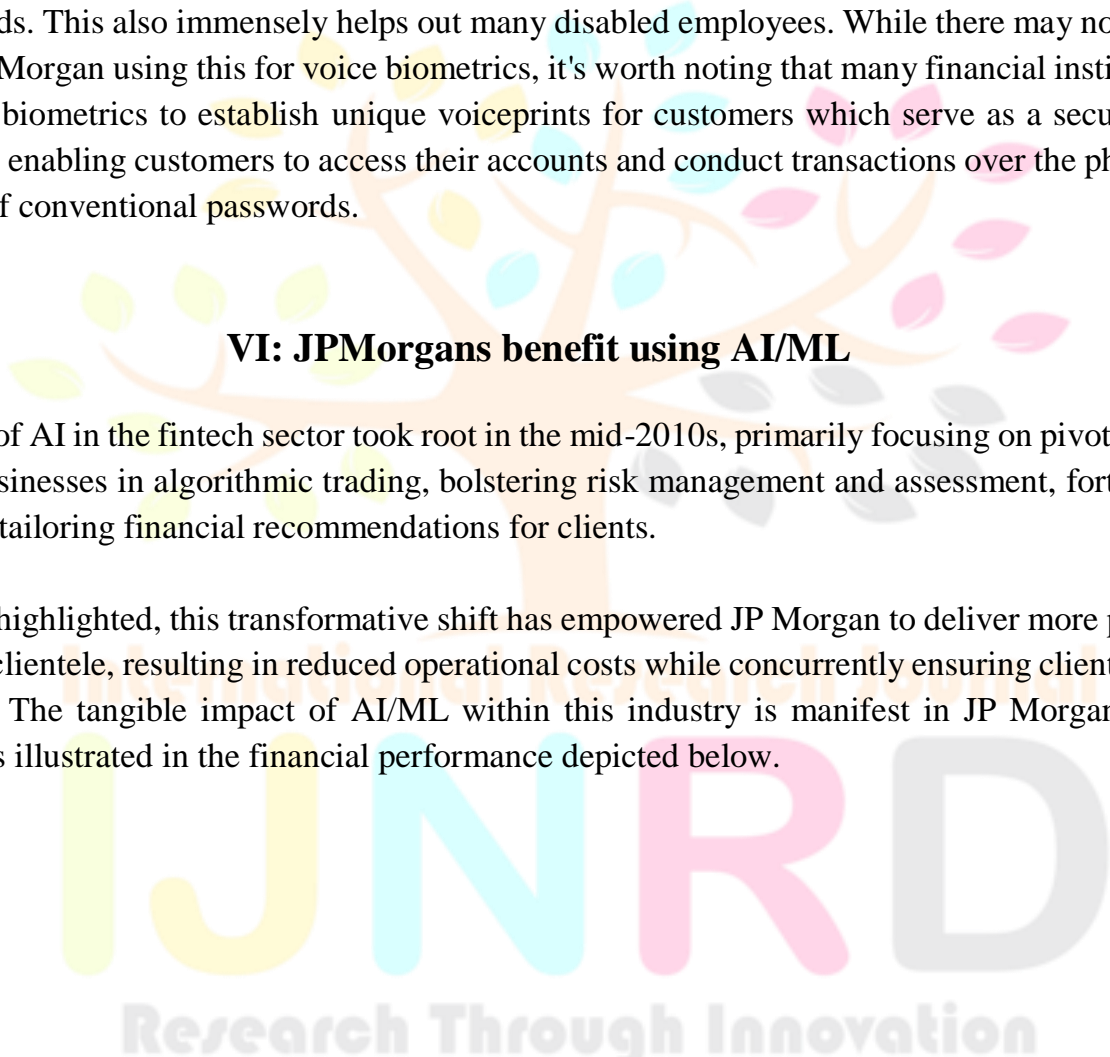 ds. This also immensely helps out many disabled employees. While there may no
Morgan using this for voice biometrics, it's worth noting that many financial insti
biometrics to establish unique voiceprints for customers which serve as a secu
enabling customers to access their accounts and conduct transactions over the ph
f conventional passwords.
VI: JPMorgans benefit using AI/ML
of AI in the fintech sector took root in the mid-2010s, primarily focusing on pivot
sinesses in algorithmic trading, bolstering risk management and assessment, fort
tailoring financial recommendations for clients.
highlighted, this transformative shift has empowered JP Morgan to deliver more p
clientele, resulting in reduced operational costs while concurrently ensuring client
International Research Journal
The tangible impact of AI/ML within this industry is manifest in JP Morgan
s illustrated in the financial performance depicted below.
IJNRD
Research Through Innovation